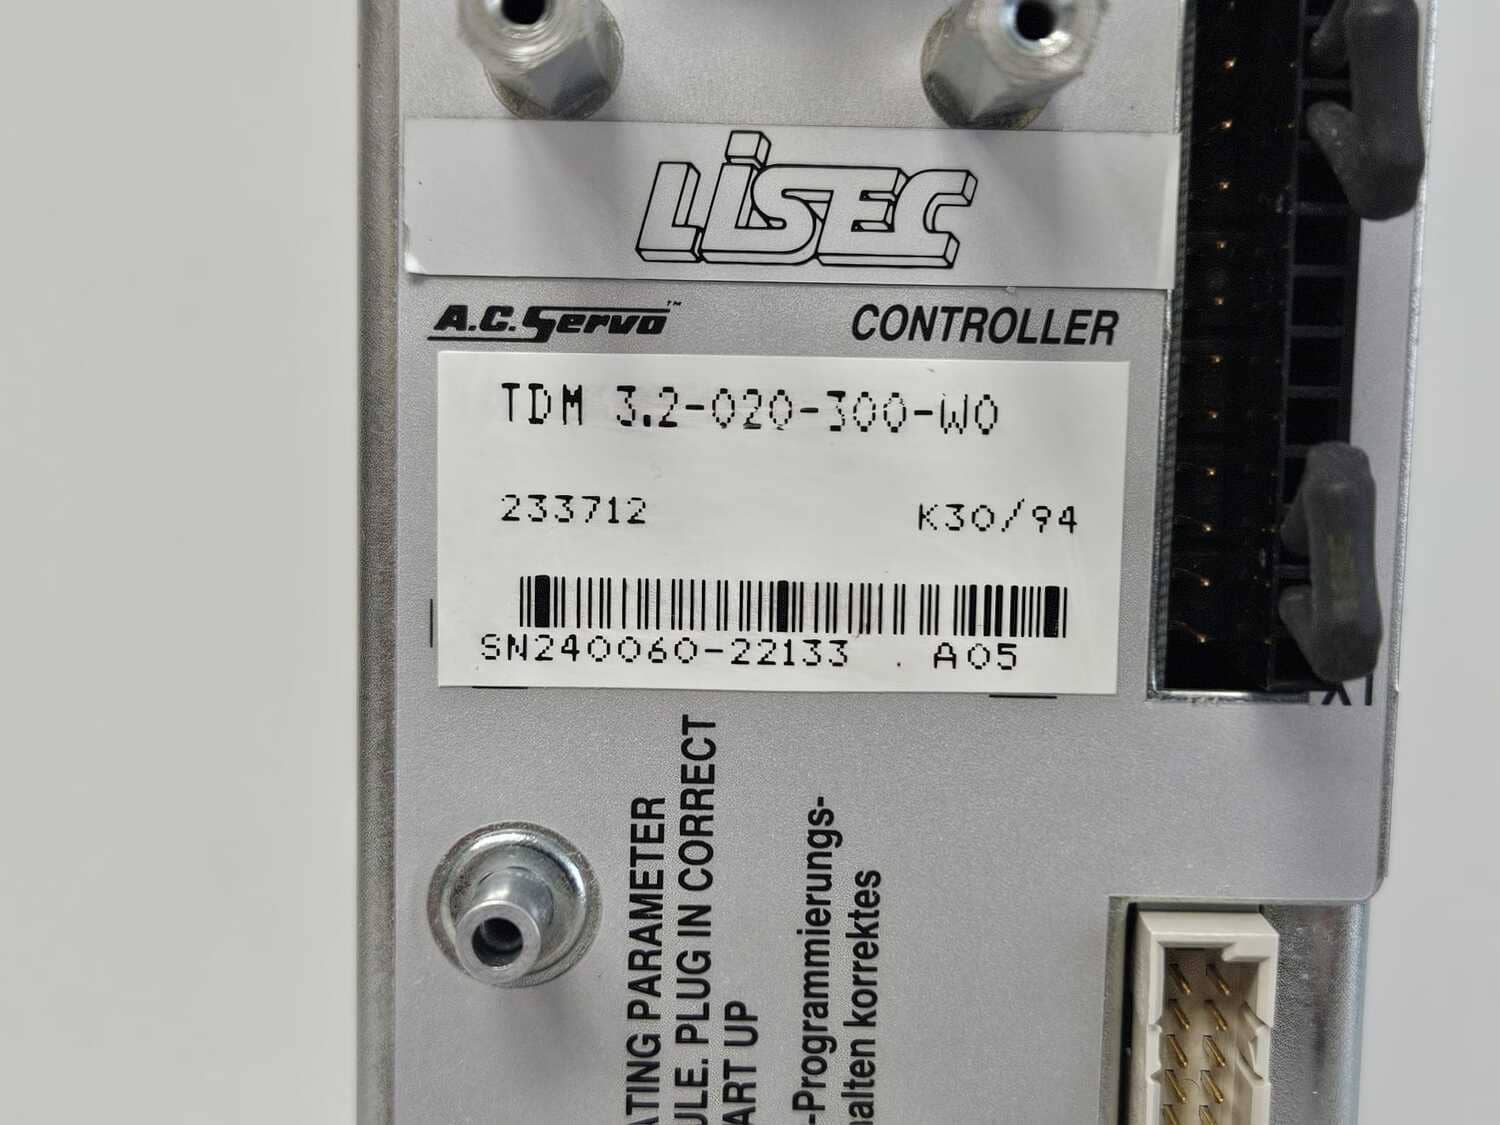 LiSEC
A.C. Servo™ CONTROLLER
TDM 3.2-020-300-W0
233712 K30/94
SN240060-22133 A05
X1
ATING PARAMETER
ULE. PLUG IN CORRECT
ART UP
-Programmierungs-
halten korrektes